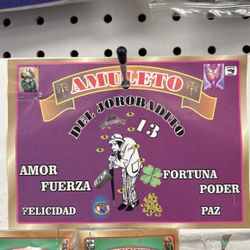 AMULETO
DEL JOROBADITO
13
AMOR
FUERZA
FELICIDAD
FORTUNA
PODER
PAZ